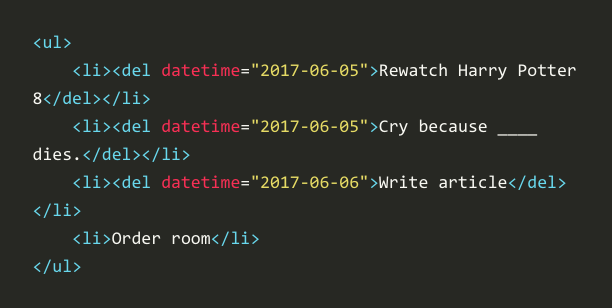 <ul>
    <li><del datetime="2017-06-05">Rewatch Harry Potter
8</del></li>
    <li><del datetime="2017-06-05">Cry because ____
dies.</del></li>
    <li><del datetime="2017-06-06">Write article</del>
</li>
    <li>Order room</li>
</ul>